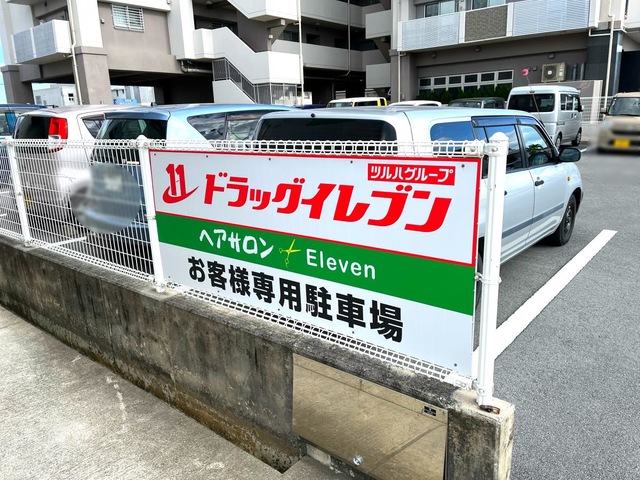 ツルハグループ
11 ドラッグイレブン
ヘアサロン Eleven
お客様専用駐車場